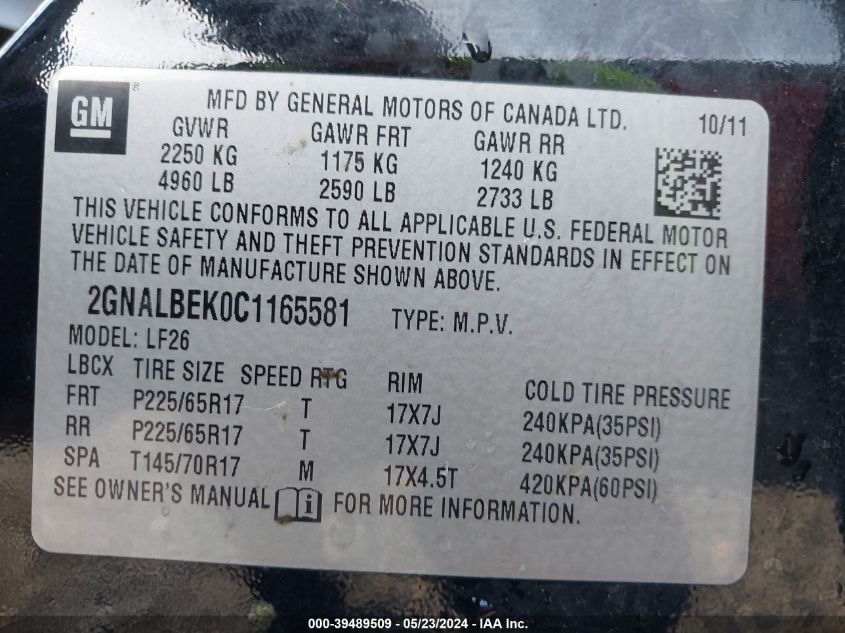 GM ®
MFD BY GENERAL MOTORS OF CANADA LTD. 10/11
GVWR GAWR FRT GAWR RR
2250 KG 1175 KG 1240 KG
4960 LB 2590 LB 2733 LB
THIS VEHICLE CONFORMS TO ALL APPLICABLE U.S. FEDERAL MOTOR
VEHICLE SAFETY AND THEFT PREVENTION STANDARDS IN EFFECT ON
THE DATE OF MANUFACTURE SHOWN ABOVE.
2GNALBEK0C1165581 TYPE: M.P.V.
MODEL: LF26
LBCX TIRE SIZE SPEED RTG RIM COLD TIRE PRESSURE
FRT P225/65R17 T 17X7J 240KPA(35PSI)
RR P225/65R17 T 17X7J 240KPA(35PSI)
SPA T145/70R17 M 17X4.5T 420KPA(60PSI)
SEE OWNER'S MANUAL i FOR MORE INFORMATION.
000-39489509 - 05/23/2024 - IAA Inc.